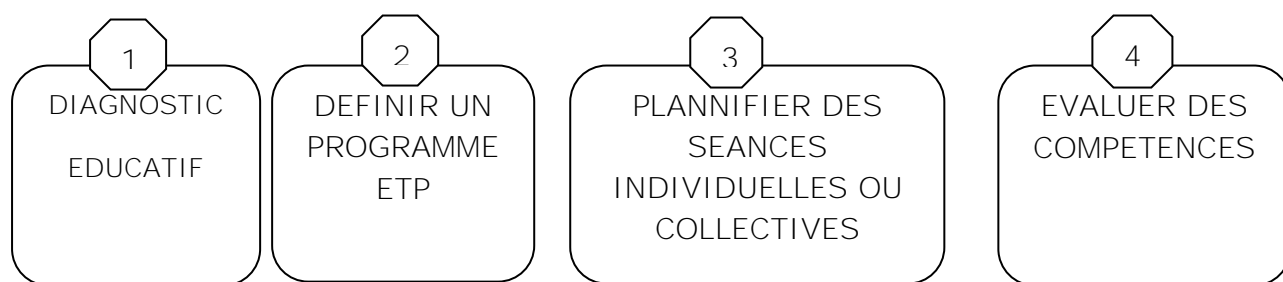 1
DIAGNOSTIC
EDUCATIF
2
DEFINIR UN
PROGRAMME
ETP
3
PLANNIFIER DES
SEANCES
INDIVIDUELLES OU
COLLECTIVES
4
EVALUER DES
COMPETENCES